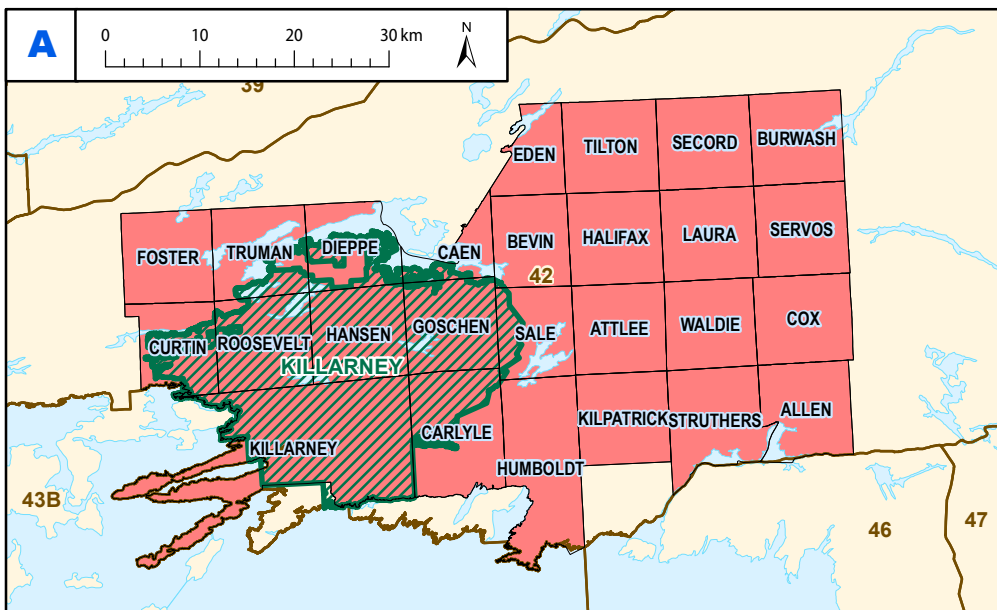 A
0 10 20 30 km
N
39
EDEN
TILTON
SECORD
BURWASH
FOSTER
TRUMAN
DIEPPE
CAEN
BEVIN
HALIFAX
LAURA
SERVOS
42
CURTIN
ROOSEVELT
HANSEN
GOSCHEN
SALE
ATTLEE
WALDIE
COX
KILLARNEY
KILLARNEY
CARLYLE
KILPATRICK
STRUTHERS
ALLEN
HUMBOLDT
43B
46
47